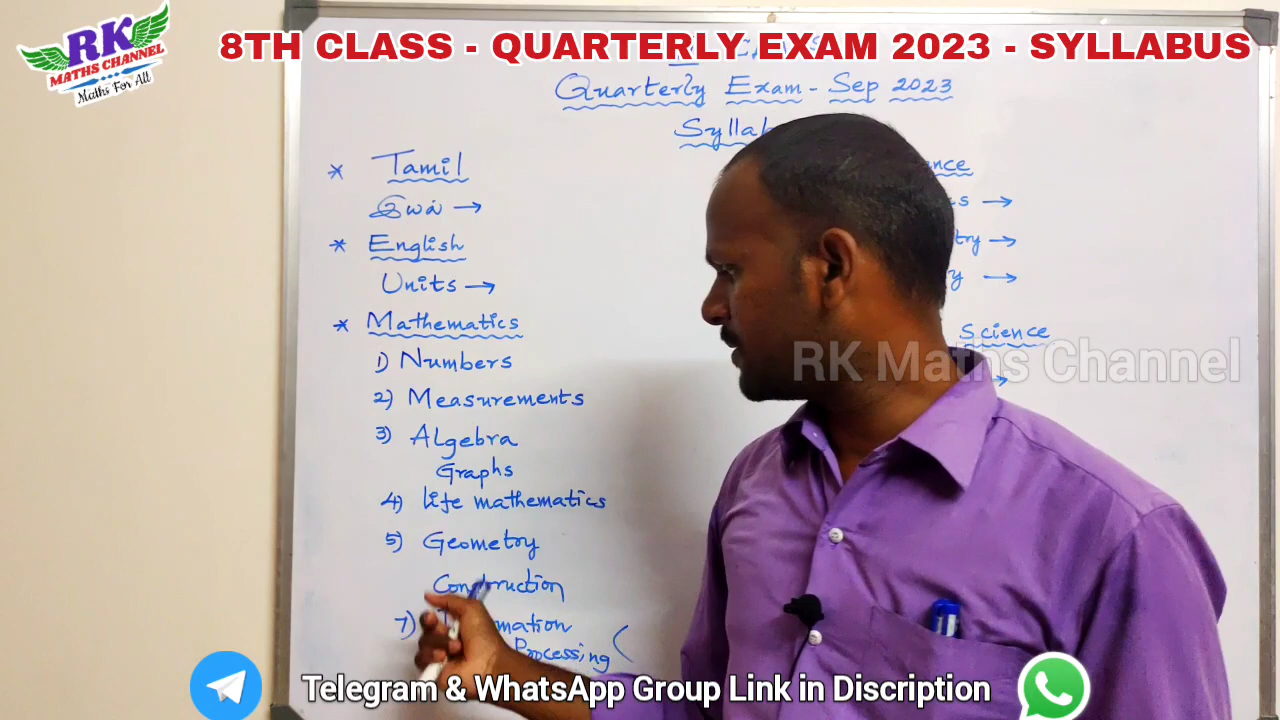 RK
MATHS CHANNEL
Maths For All
8TH CLASS - QUARTERLY EXAM 2023 - SYLLABUS
Quarterly Exam - Sep 2023
* Tamil
இயல் →
* English
Units →
* Mathematics
1) Numbers
2) Measurements
3) Algebra
Graphs
4) Life mathematics
5) Geometry
Construction
7)
Processing
Science
RK Maths Channel
Telegram & WhatsApp Group Link in Discription